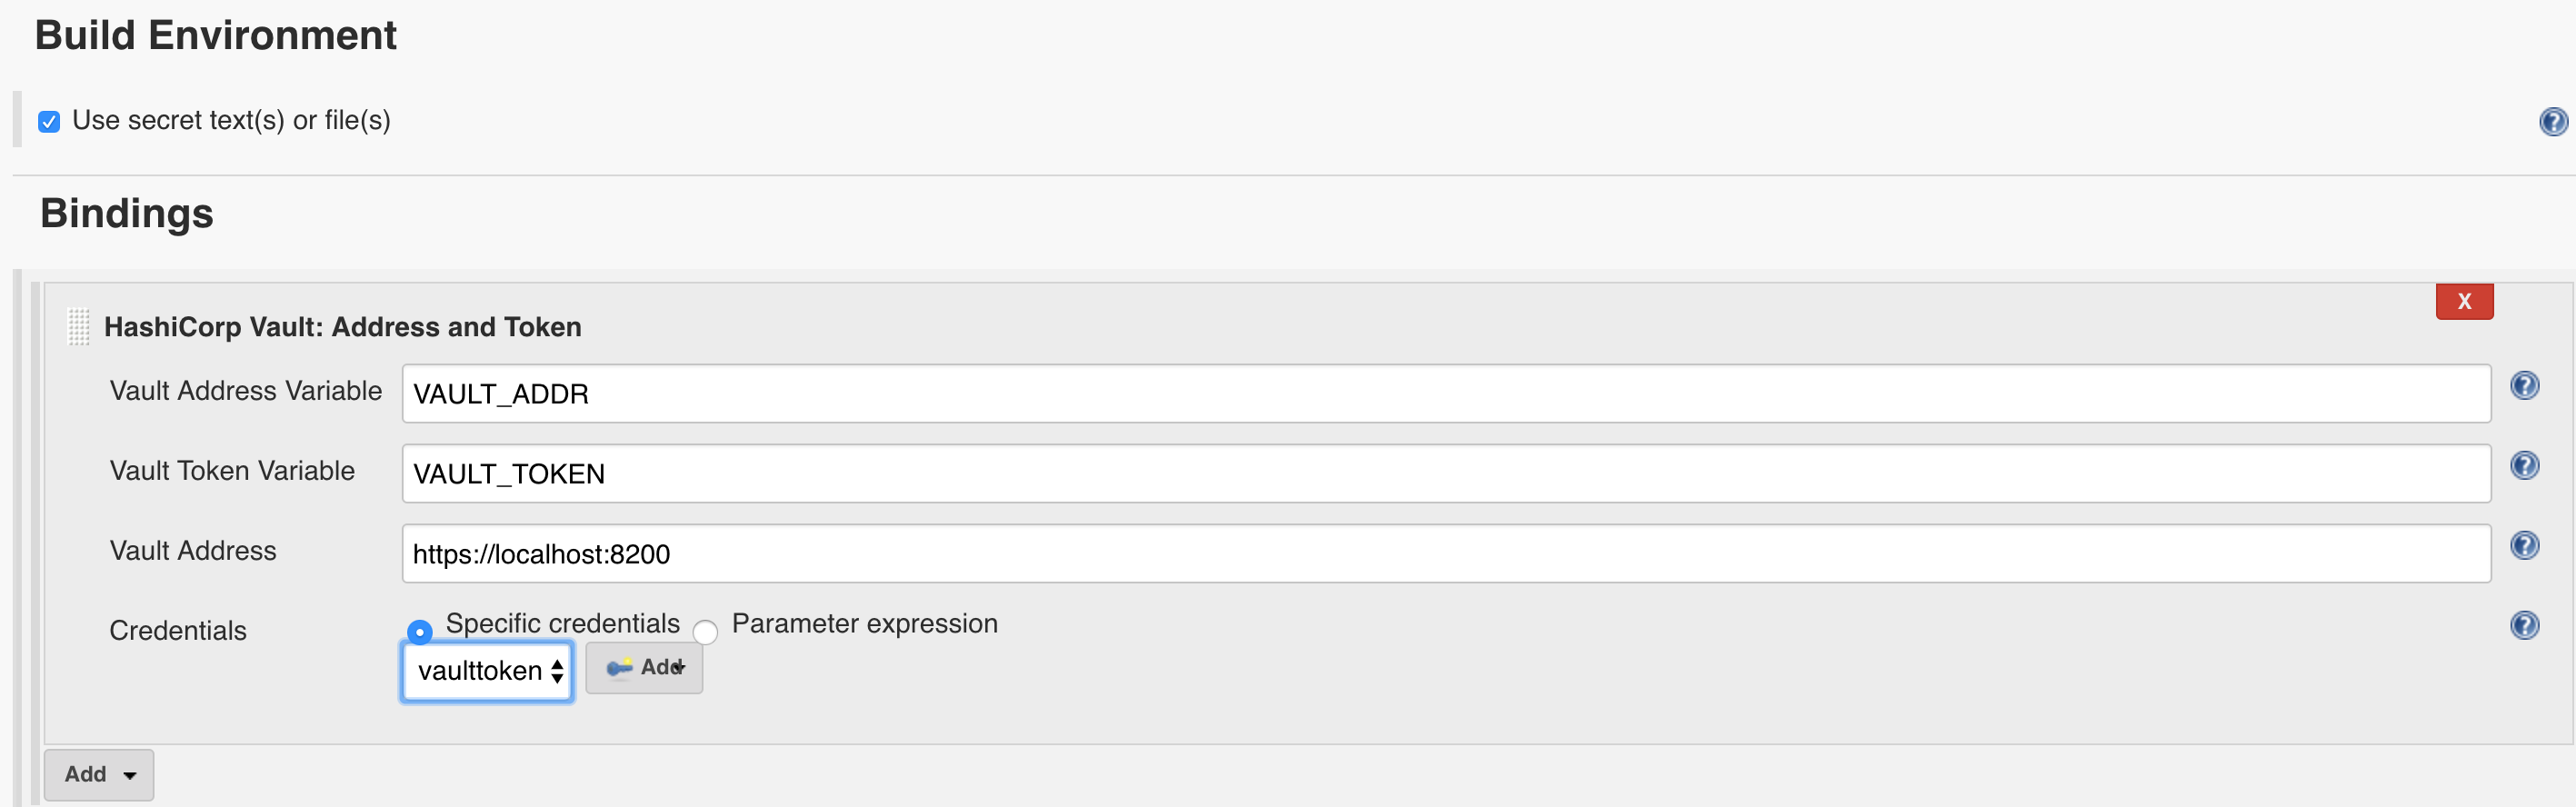 Build Environment
Use secret text(s) or file(s)
?
Bindings
X
HashiCorp Vault: Address and Token
Vault Address Variable VAULT_ADDR ?
Vault Token Variable VAULT_TOKEN ?
Vault Address https://localhost:8200 ?
Credentials Specific credentials Parameter expression ?
vaulttoken Add
Add